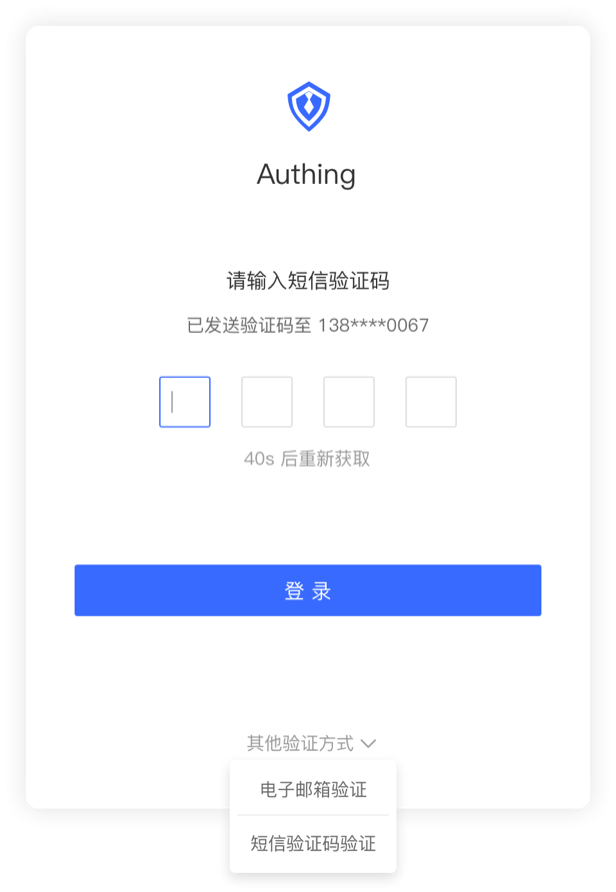 Authing
请输入短信验证码
已发送验证码至 138****0067
40s 后重新获取
登 录
其他验证方式
电子邮箱验证
短信验证码验证